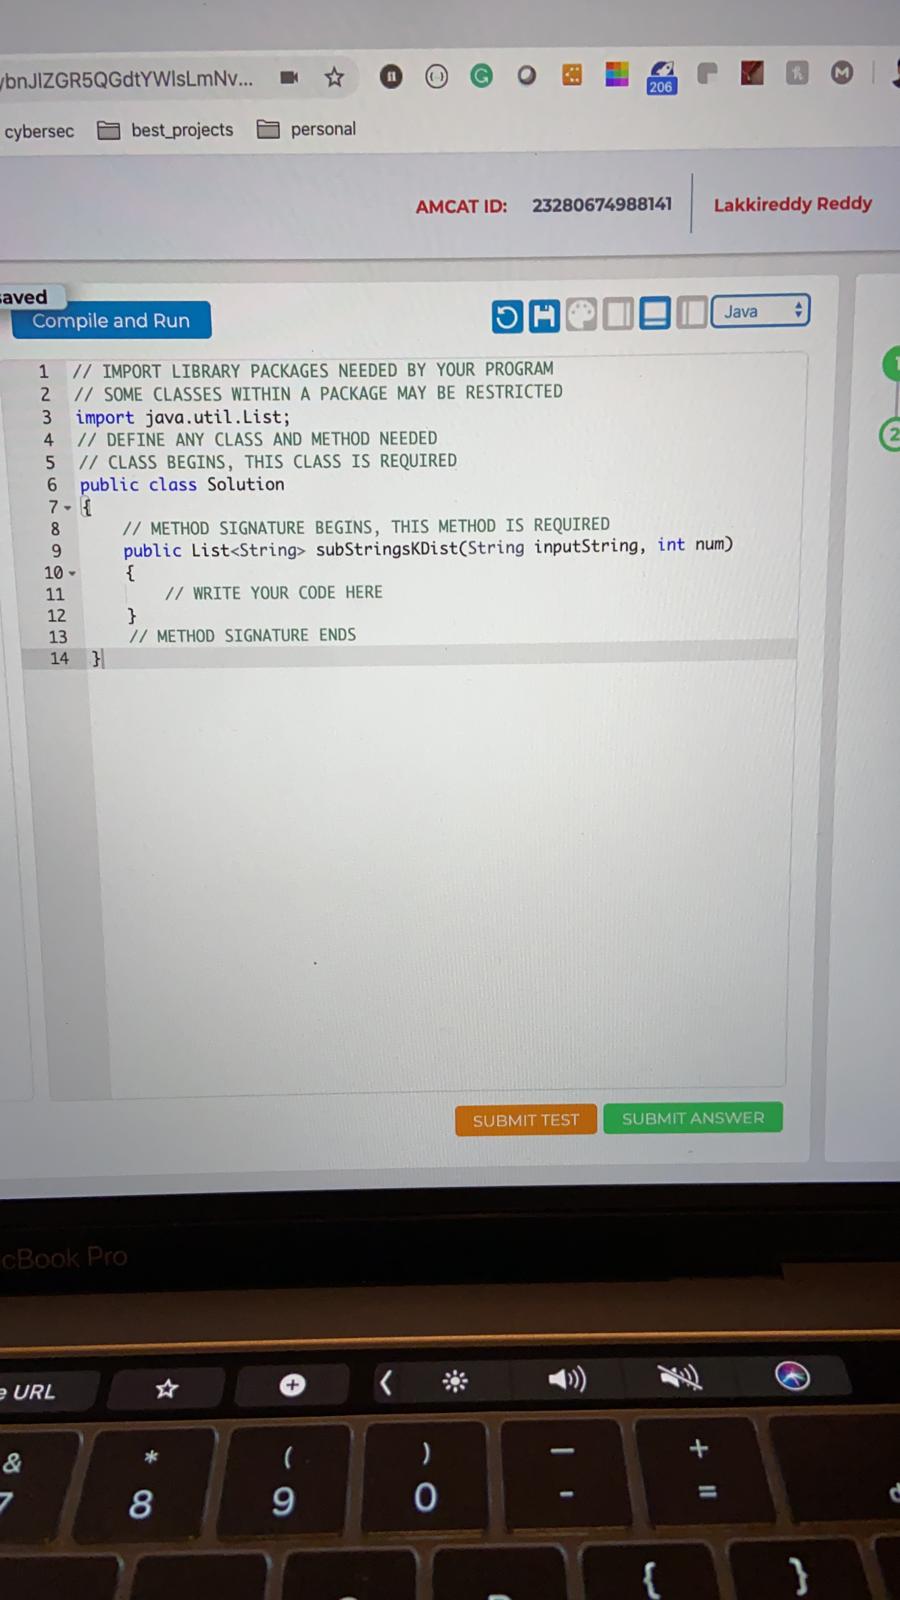 ybnJIZGR5QGdtYWlsLmNv...
206
cybersec best_projects personal
AMCAT ID: 23280674988141 Lakkireddy Reddy
saved
Compile and Run
Java
1 // IMPORT LIBRARY PACKAGES NEEDED BY YOUR PROGRAM
2 // SOME CLASSES WITHIN A PACKAGE MAY BE RESTRICTED
3 import java.util.List;
4 // DEFINE ANY CLASS AND METHOD NEEDED
5 // CLASS BEGINS, THIS CLASS IS REQUIRED
6 public class Solution
7 {
8 // METHOD SIGNATURE BEGINS, THIS METHOD IS REQUIRED
9 public List<String> subStringsKDist(String inputString, int num)
10 {
11 // WRITE YOUR CODE HERE
12 }
13 // METHOD SIGNATURE ENDS
14 }
1
2
SUBMIT TEST SUBMIT ANSWER
cBook Pro
e URL
& * ( ) — +
7 8 9 0 - =
{ }